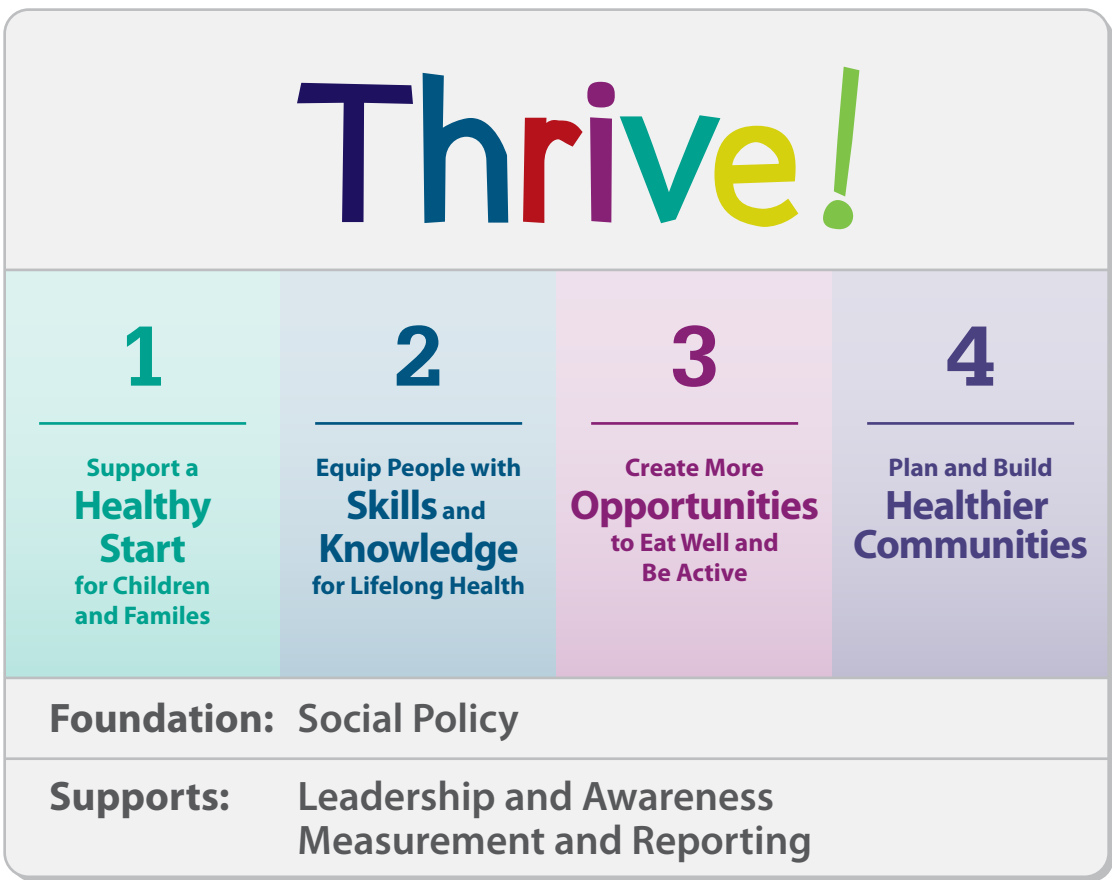 Thrive!
1
Support a
Healthy
Start
for Children
and Familes
2
Equip People with
Skills and
Knowledge
for Lifelong Health
3
Create More
Opportunities
to Eat Well and
Be Active
4
Plan and Build
Healthier
Communities
Foundation: Social Policy
Supports: Leadership and Awareness
Measurement and Reporting